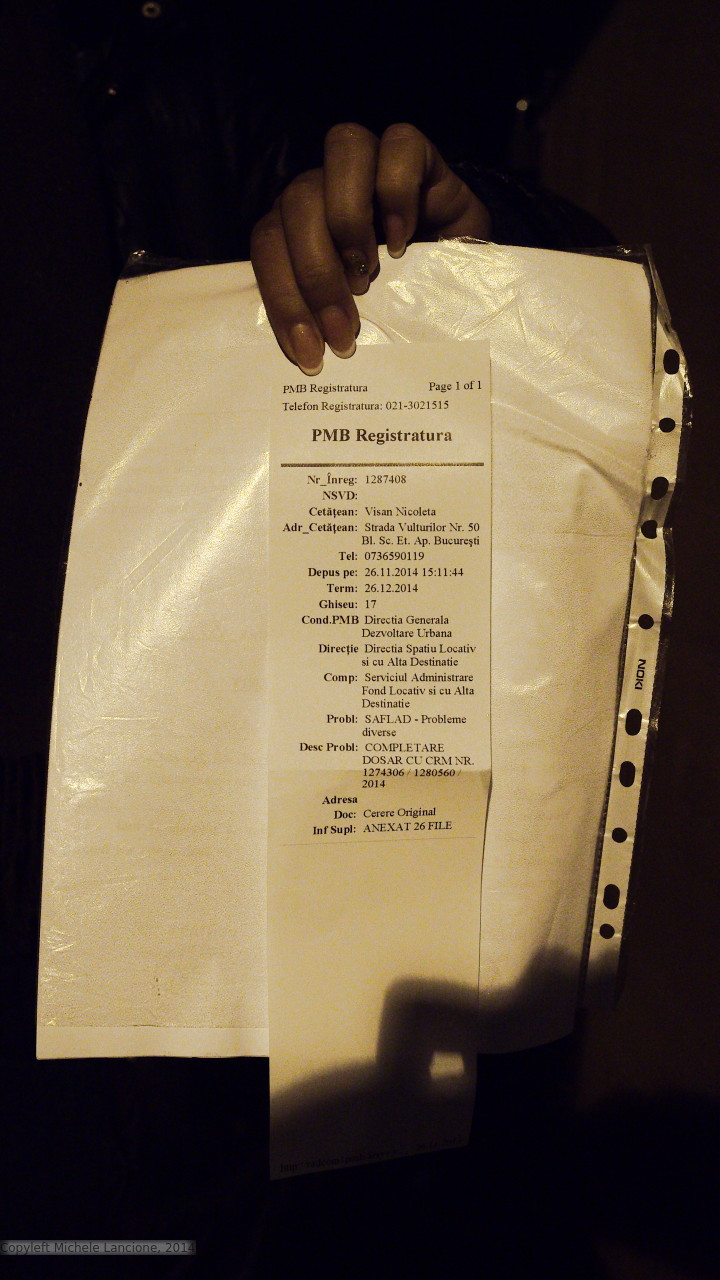 PMB Registratura Page 1 of 1
Telefon Registratura: 021-3021515
PMB Registratura
Nr_Înreg: 1287408
NSVD:
Cetăţean: Visan Nicoleta
Adr_Cetăţean: Strada Vulturilor Nr. 50
Bl. Sc. Et. Ap. Bucureşti
Tel: 0736590119
Depus pe: 26.11.2014 15:11:44
Term: 26.12.2014
Ghiseu: 17
Cond.PMB Directia Generala
Dezvoltare Urbana
Direcţie Directia Spatiu Locativ
si cu Alta Destinatie
Comp: Serviciul Administrare
Fond Locativ si cu Alta
Destinatie
Probl: SAFLAD - Probleme
diverse
Desc Probl: COMPLETARE
DOSAR CU CRM NR.
1274306 / 1280560 /
2014
Adresa
Doc: Cerere Original
Inf Supl: ANEXAT 26 FILE
NOKI
Copyleft Michele Lancione, 2014